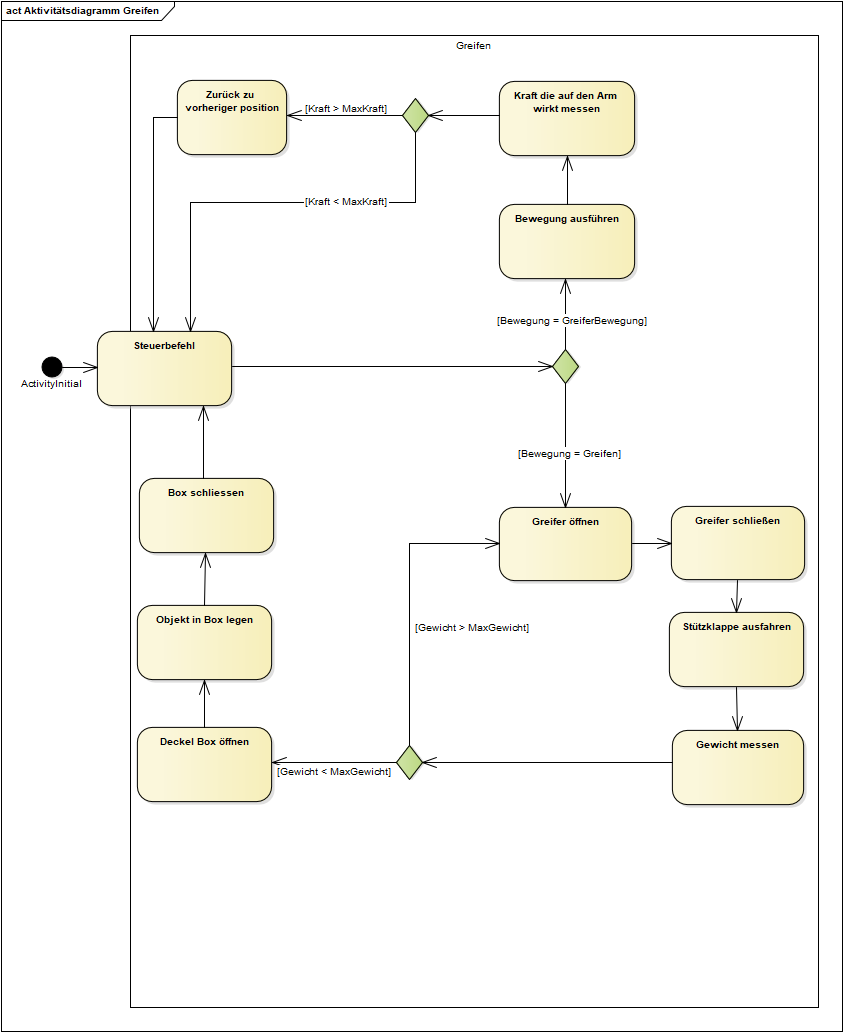 act Aktivitätsdiagramm Greifen
Greifen
Zurück zu
vorheriger position
[Kraft > MaxKraft]
Kraft die auf den Arm
wirkt messen
[Kraft < MaxKraft]
Bewegung ausführen
[Bewegung = GreiferBewegung]
Steuerbefehl
ActivityInitial
[Bewegung = Greifen]
Box schliessen
Greifer öffnen
Greifer schließen
Objekt in Box legen
[Gewicht > MaxGewicht]
Stützklappe ausfahren
Deckel Box öffnen
[Gewicht < MaxGewicht]
Gewicht messen